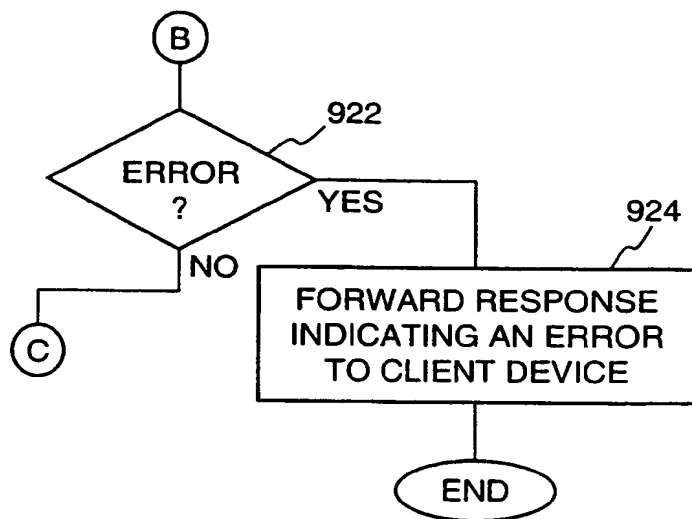 B
922
ERROR
?
YES
NO
924
C
FORWARD RESPONSE
INDICATING AN ERROR
TO CLIENT DEVICE
END